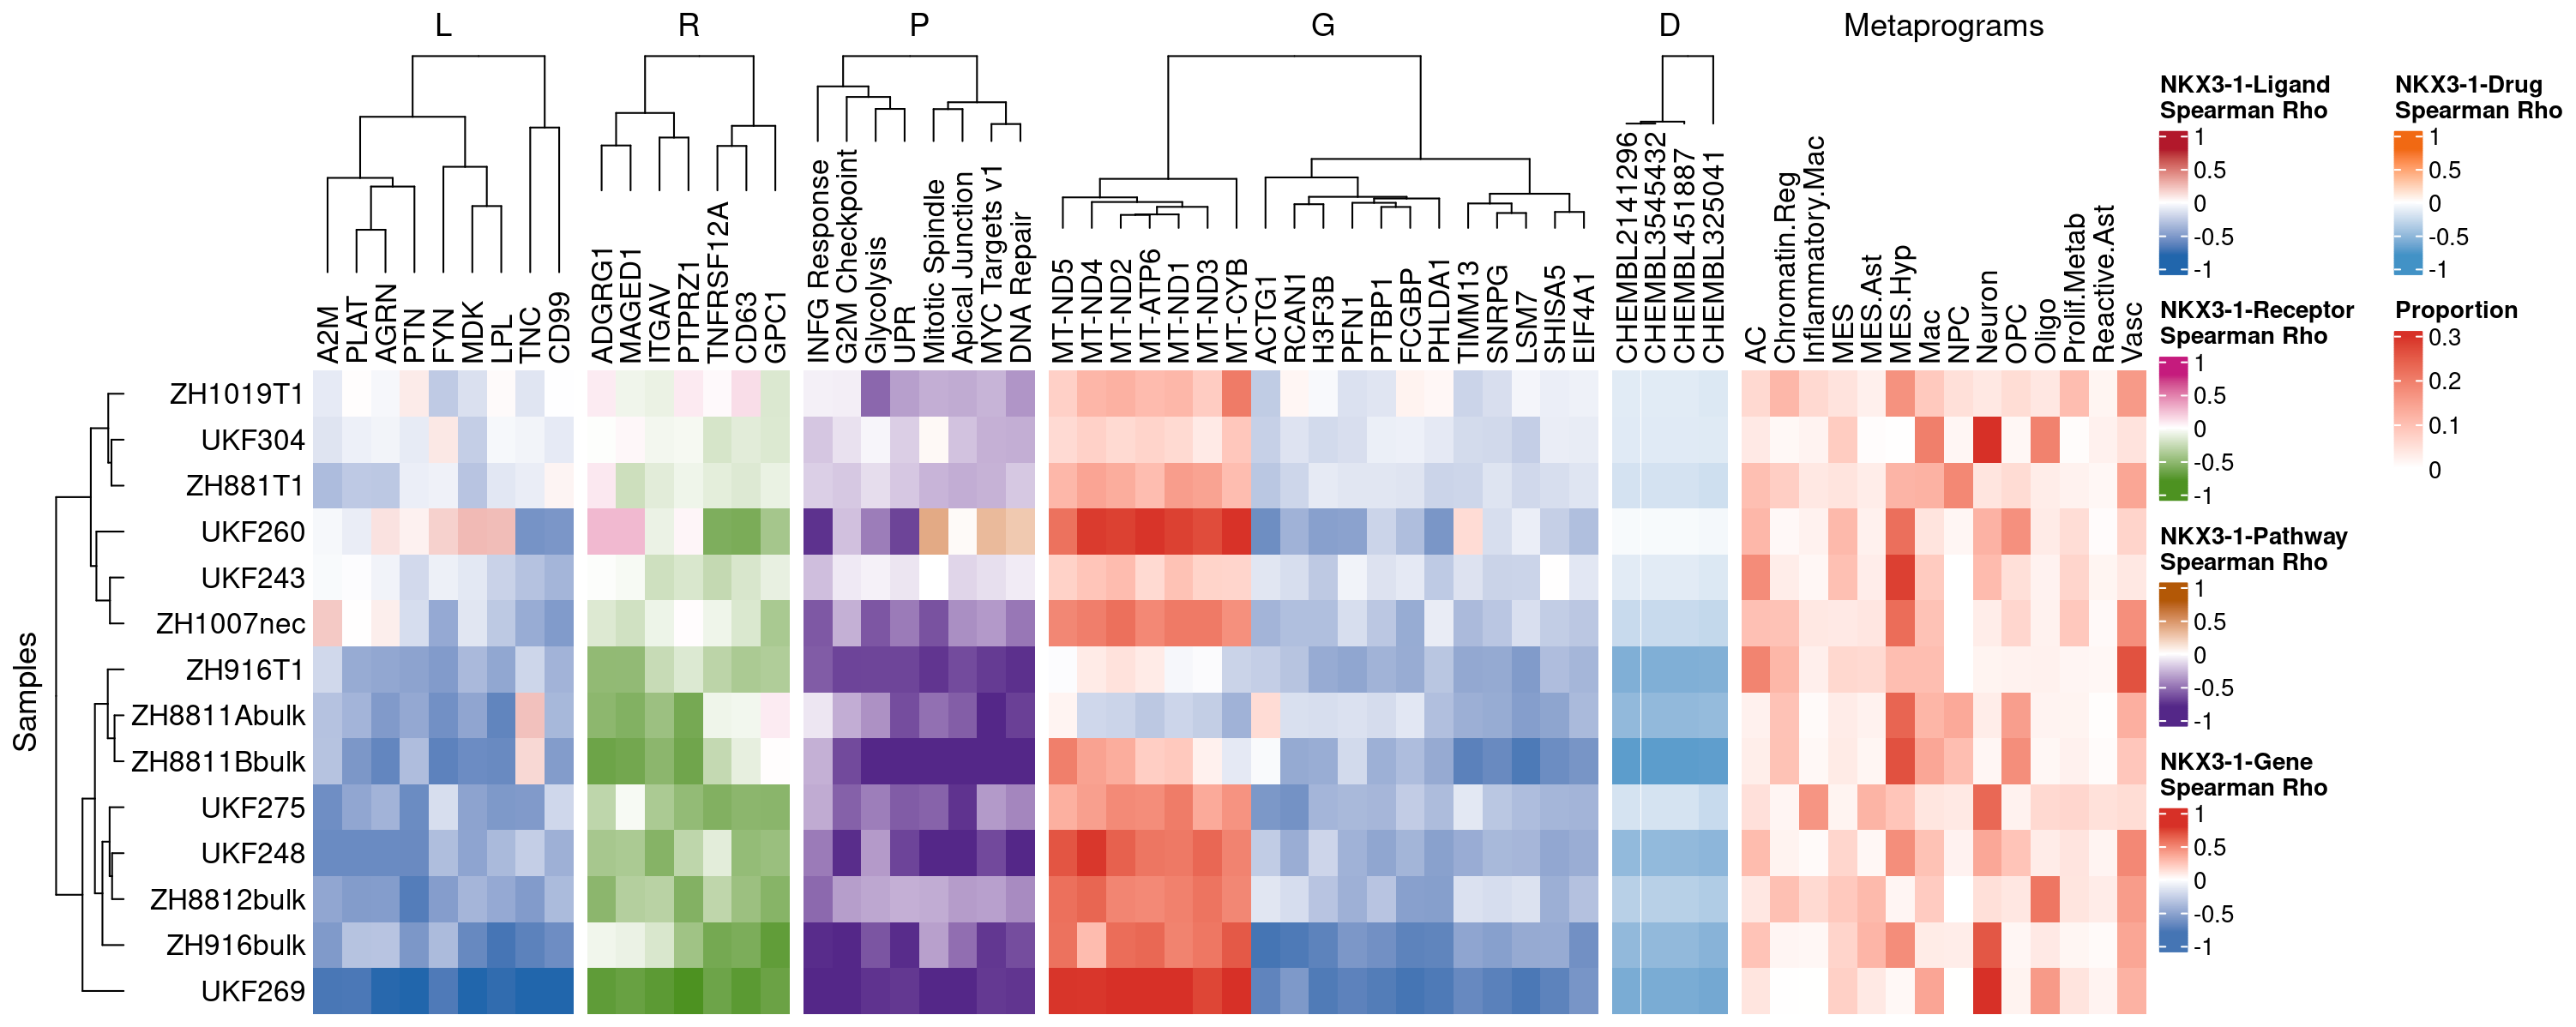 L
R
P
G
D
Metaprograms
A2M
PLAT
AGRN
PTN
FYN
MDK
LPL
TNC
CD99
ADGRG1
MAGED1
ITGAV
PTPRZ1
TNFRSF12A
CD63
GPC1
INFG Response
G2M Checkpoint
Glycolysis
UPR
Mitotic Spindle
Apical Junction
MYC Targets v1
DNA Repair
MT-ND5
MT-ND4
MT-ND2
MT-ATP6
MT-ND1
MT-ND3
MT-CYB
ACTG1
RCAN1
H3F3B
PFN1
PTBP1
FCGBP
PHLDA1
TIMM13
SNRPG
LSM7
SHISA5
EIF4A1
CHEMBL2141296
CHEMBL3545432
CHEMBL451887
CHEMBL325041
AC
Chromatin.Reg
Inflammatory.Mac
MES
MES.Ast
MES.Hyp
Mac
NPC
Neuron
OPC
Oligo
Prolif.Metab
Reactive.Ast
Vasc
Samples
ZH1019T1
UKF304
ZH881T1
UKF260
UKF243
ZH1007nec
ZH916T1
ZH8811Abulk
ZH8811Bbulk
UKF275
UKF248
ZH8812bulk
ZH916bulk
UKF269
NKX3-1-Ligand
Spearman Rho
1
0.5
0
-0.5
-1
NKX3-1-Receptor
Spearman Rho
1
0.5
0
-0.5
-1
NKX3-1-Pathway
Spearman Rho
1
0.5
0
-0.5
-1
NKX3-1-Gene
Spearman Rho
1
0.5
0
-0.5
-1
NKX3-1-Drug
Spearman Rho
1
0.5
0
-0.5
-1
Proportion
0.3
0.2
0.1
0